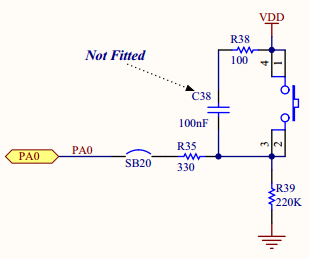 VDD
R38
100
4
1
Not Fitted
C38
100nF
PA0
PA0
SB20
R35
330
3
2
R39
220K